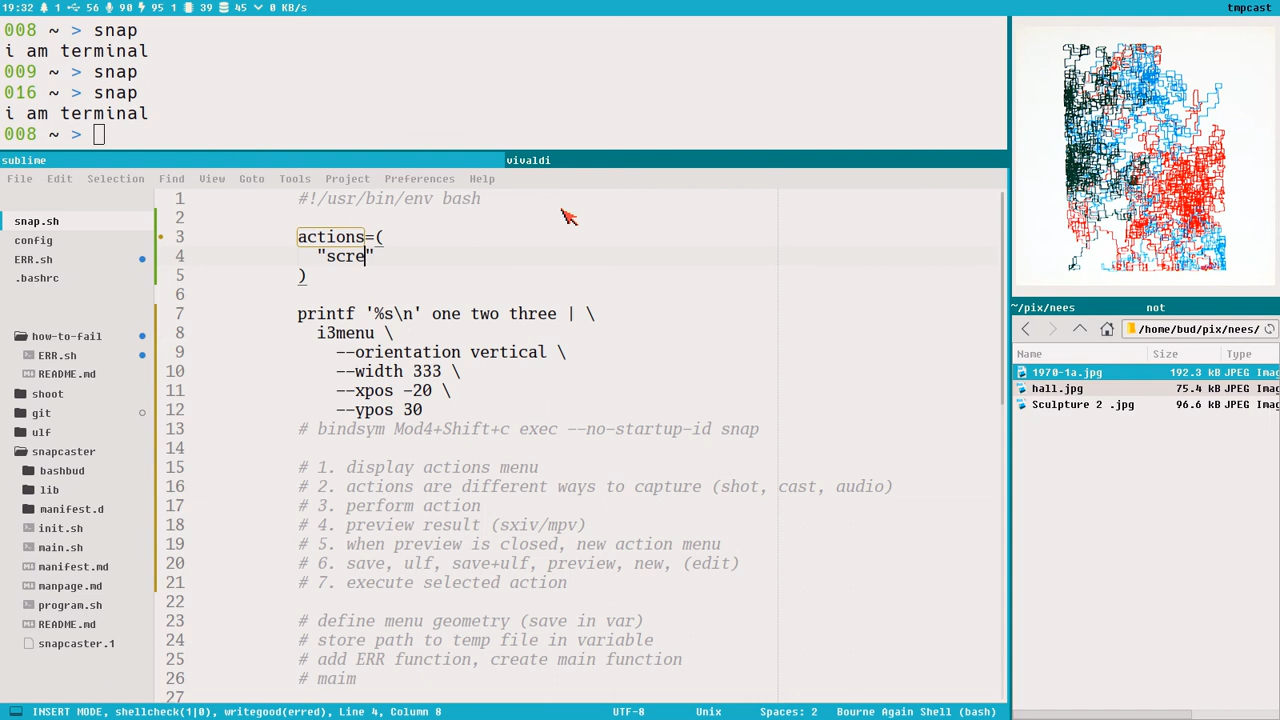 19:32 1 56 90 95 1 39 45 0 KB/s tmpcast
008 ~ > snap
i am terminal
009 ~ > snap
016 ~ > snap
i am terminal
008 ~ >
sublime vivaldi
File Edit Selection Find View Goto Tools Project Preferences Help
snap.sh
config
ERR.sh
.bashrc
how-to-fail
ERR.sh
README.md
shoot
git
ulf
snapcaster
bashbud
lib
manifest.d
init.sh
main.sh
manifest.md
manpage.md
program.sh
README.md
snapcaster.1
1 #!/usr/bin/env bash
2
3 actions=(
4 "scre"
5 )
6
7 printf '%s\n' one two three | \
8 i3menu \
9 --orientation vertical \
10 --width 333 \
11 --xpos -20 \
12 --ypos 30
13 # bindsym Mod4+Shift+c exec --no-startup-id snap
14
15 # 1. display actions menu
16 # 2. actions are different ways to capture (shot, cast, audio)
17 # 3. perform action
18 # 4. preview result (sxiv/mpv)
19 # 5. when preview is closed, new action menu
20 # 6. save, ulf, save+ulf, preview, new, (edit)
21 # 7. execute selected action
22
23 # define menu geometry (save in var)
24 # store path to temp file in variable
25 # add ERR function, create main function
26 # maim
27
~/pix/nees not
/home/bud/pix/nees/
Name Size Type
1970-1a.jpg 192.3 kB JPEG Imag
hall.jpg 75.4 kB JPEG Imag
Sculpture 2 .jpg 96.6 kB JPEG Imag
INSERT MODE, shellcheck(1|0), writegood(erred), Line 4, Column 8 UTF-8 Unix Spaces: 2 Bourne Again Shell (bash)